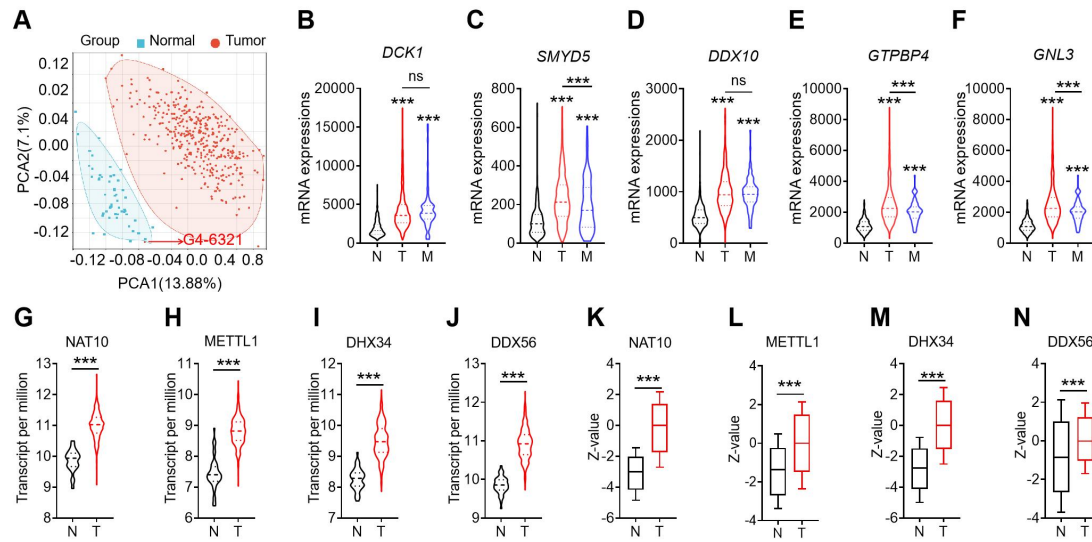 A
Group Normal Tumor
PCA2(7.1%)
0.12
0.02
0.04
0.00
-0.04
-0.08
-0.12
G4-6321
-0.12 -0.08 -0.04 0.00 0.4 0.8
PCA1(13.88%)
B
DCK1
ns
***
***
mRNA expressions
20000
15000
10000
5000
0
N T M
C
SMYD5
***
***
***
mRNA expressions
800
600
400
200
0
N T M
D
DDX10
ns
***
***
mRNA expressions
3000
2000
1000
0
N T M
E
GTPBP4
***
***
***
mRNA expressions
10000
8000
6000
4000
2000
0
N T M
F
GNL3
***
***
***
mRNA expressions
10000
8000
6000
4000
2000
0
N T M
G
NAT10
***
Transcript per million
13
12
11
10
9
8
N T
H
METTL1
***
Transcript per million
11
10
9
8
7
6
N T
I
DHX34
***
Transcript per million
12
11
10
9
8
7
N T
J
DDX56
***
Transcript per million
13
12
11
10
9
N T
K
NAT10
***
Z-value
4
2
0
-2
-4
-6
N T
L
METTL1
***
Z-value
4
2
0
-2
-4
N T
M
DHX34
***
Z-value
4
2
0
-3
-6
N T
N
DDX56
***
Z-value
4
2
0
-2
-4
N T